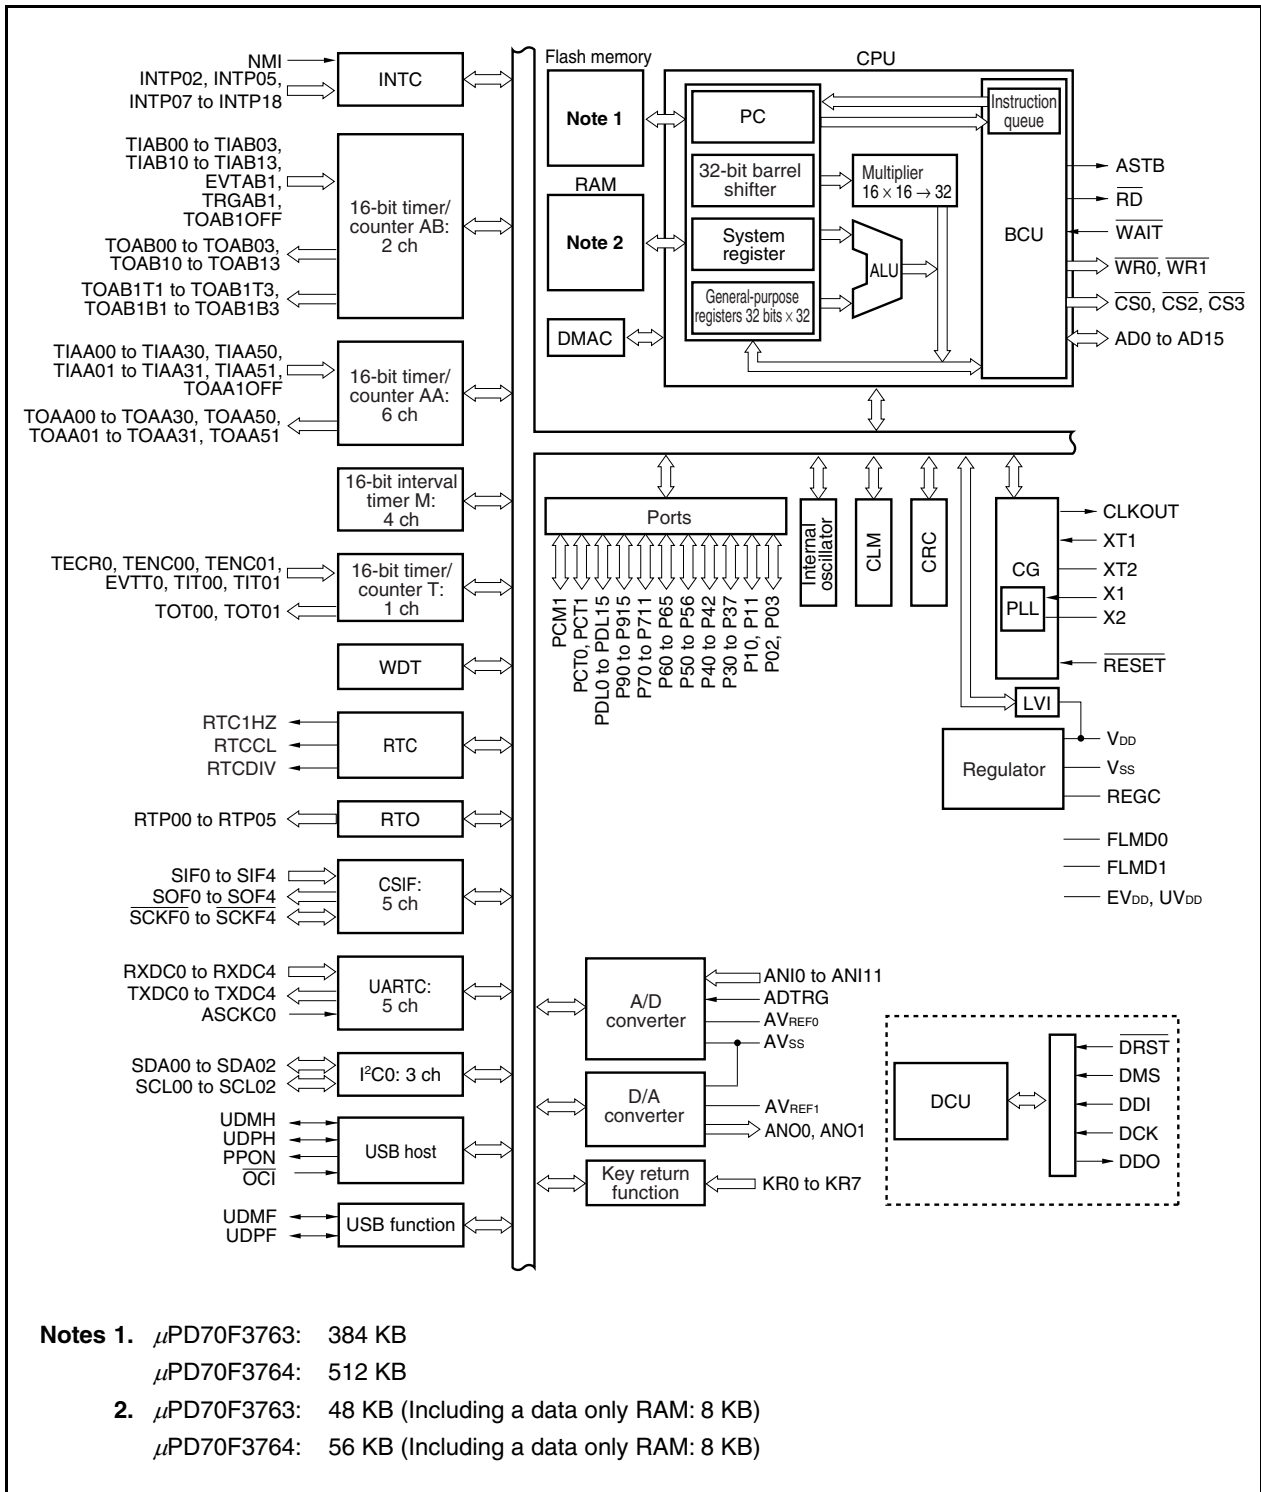 NMI
INTP02, INTP05,
INTP07 to INTP18
INTC
TIAB00 to TIAB03,
TIAB10 to TIAB13,
EVTAB1,
TRGAB1,
TOAB1OFF
TOAB00 to TOAB03,
TOAB10 to TOAB13
TOAB1T1 to TOAB1T3,
TOAB1B1 to TOAB1B3
16-bit timer/
counter AB:
2 ch
TIAA00 to TIAA30, TIAA50,
TIAA01 to TIAA31, TIAA51,
TOAA1OFF
TOAA00 to TOAA30, TOAA50,
TOAA01 to TOAA31, TOAA51
16-bit timer/
counter AA:
6 ch
16-bit interval
timer M:
4 ch
TECR0, TENC00, TENC01,
EVTT0, TIT00, TIT01
TOT00, TOT01
16-bit timer/
counter T:
1 ch
WDT
RTC1HZ
RTCCL
RTCDIV
RTC
RTP00 to RTP05
RTO
SIF0 to SIF4
SOF0 to SOF4
SCKF0 to SCKF4
CSIF:
5 ch
RXDC0 to RXDC4
TXDC0 to TXDC4
ASCKC0
UARTC:
5 ch
SDA00 to SDA02
SCL00 to SCL02
I²C0: 3 ch
UDMH
UDPH
PPON
OCI
USB host
UDMF
UDPF
USB function
Flash memory
Note 1
RAM
Note 2
DMAC
CPU
PC
32-bit barrel
shifter
System
register
General-purpose
registers 32 bits × 32
Multiplier
16 × 16 → 32
ALU
Instruction
queue
BCU
ASTB
RD
WAIT
WR0, WR1
CS0, CS2, CS3
AD0 to AD15
Ports
PCM1
PCT0, PCT1
PDL0 to PDL15
P90 to P915
P70 to P711
P60 to P65
P50 to P56
P40 to P42
P30 to P37
P10, P11
P02, P03
Internal
oscillator
CLM
CRC
CG
PLL
CLKOUT
XT1
XT2
X1
X2
RESET
LVI
Regulator
VDD
VSS
REGC
FLMD0
FLMD1
EVDD, UVDD
A/D
converter
ANI0 to ANI11
ADTRG
AVREF0
AVSS
D/A
converter
AVREF1
ANO0, ANO1
Key return
function
KR0 to KR7
DCU
DRST
DMS
DDI
DCK
DDO
Notes 1. μPD70F3763: 384 KB
μPD70F3764: 512 KB
2. μPD70F3763: 48 KB (Including a data only RAM: 8 KB)
μPD70F3764: 56 KB (Including a data only RAM: 8 KB)